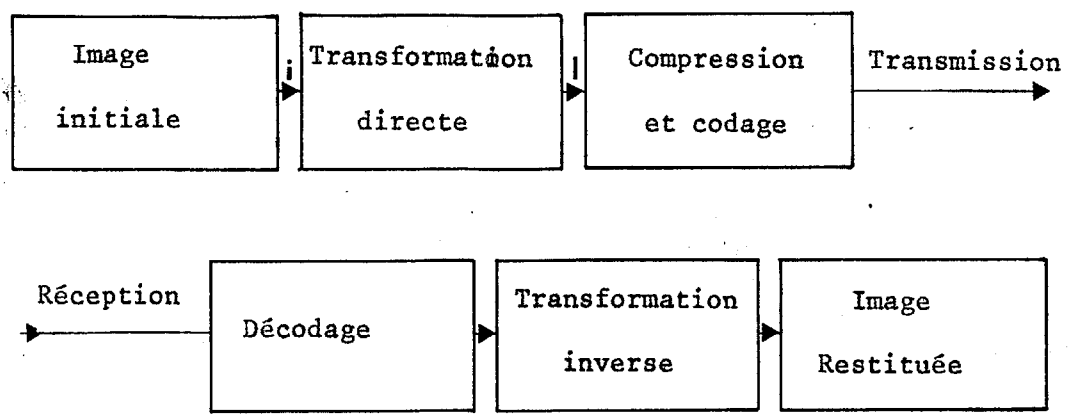 Image
initiale
i
Transformation
directe
I
Compression
et codage
Transmission
Réception
Décodage
Transformation
inverse
Image
Restituée